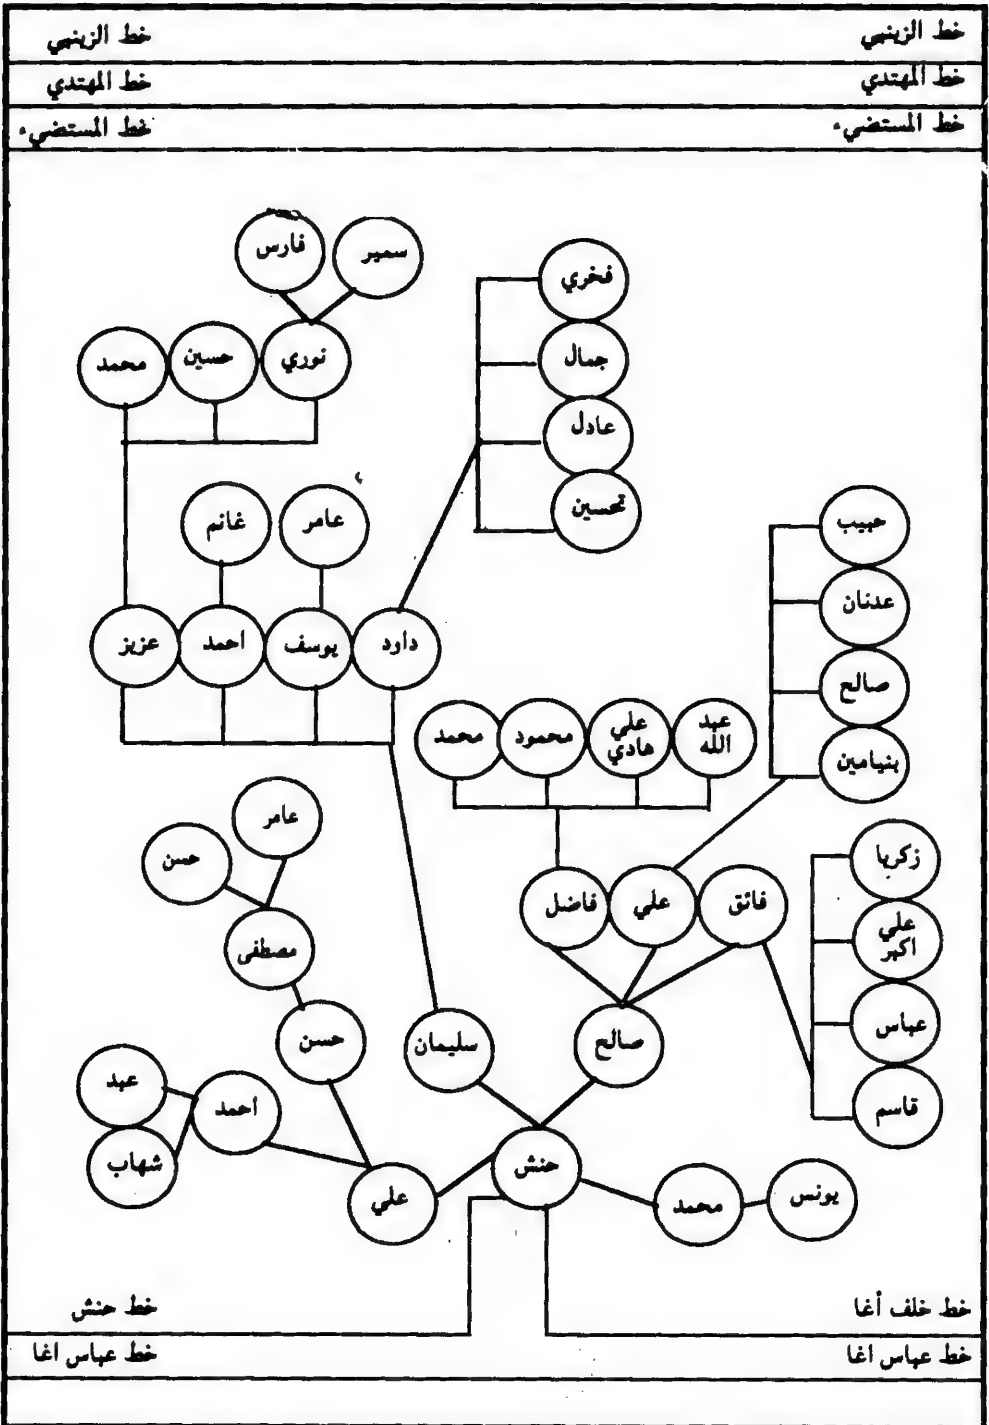 خط الزينبي خط الزينبي
خط المهتدي خط المهتدي
خط المستضيء خط المستضيء
سمير
فارس
فخري
نوري
حسين
محمد
جمال
عادل
تحسين
عامر
غانم
حبيب
عدنان
صالح
بنيامين
داود
يوسف
احمد
عزيز
عبد
الله
علي
هادي
محمود
محمد
عامر
حسن
زكريا
علي
اكبر
عباس
قاسم
فائق
علي
فاضل
مصطفى
صالح
سليمان
حسن
احمد
عبد
شهاب
حنش
علي
محمد
يونس
خط خلف أغا خط حنش
خط عباس اغا خط عباس اغا